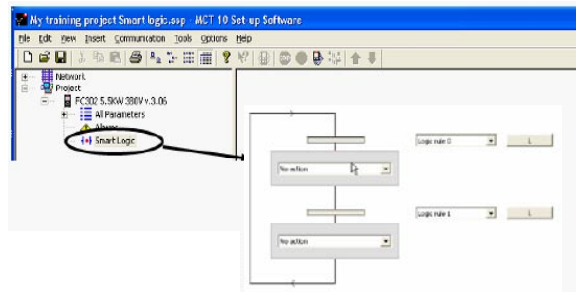 My training project Smart logic.ssp - MCT 10 Set-up Software
File Edit View Insert Communication Tools Options Help
Network
Project
FC302 5.5KW 380V v.3.06
All Parameters
Alarms
Smart Logic
Logic rule 0
L
No action
Logic rule 1
L
No action